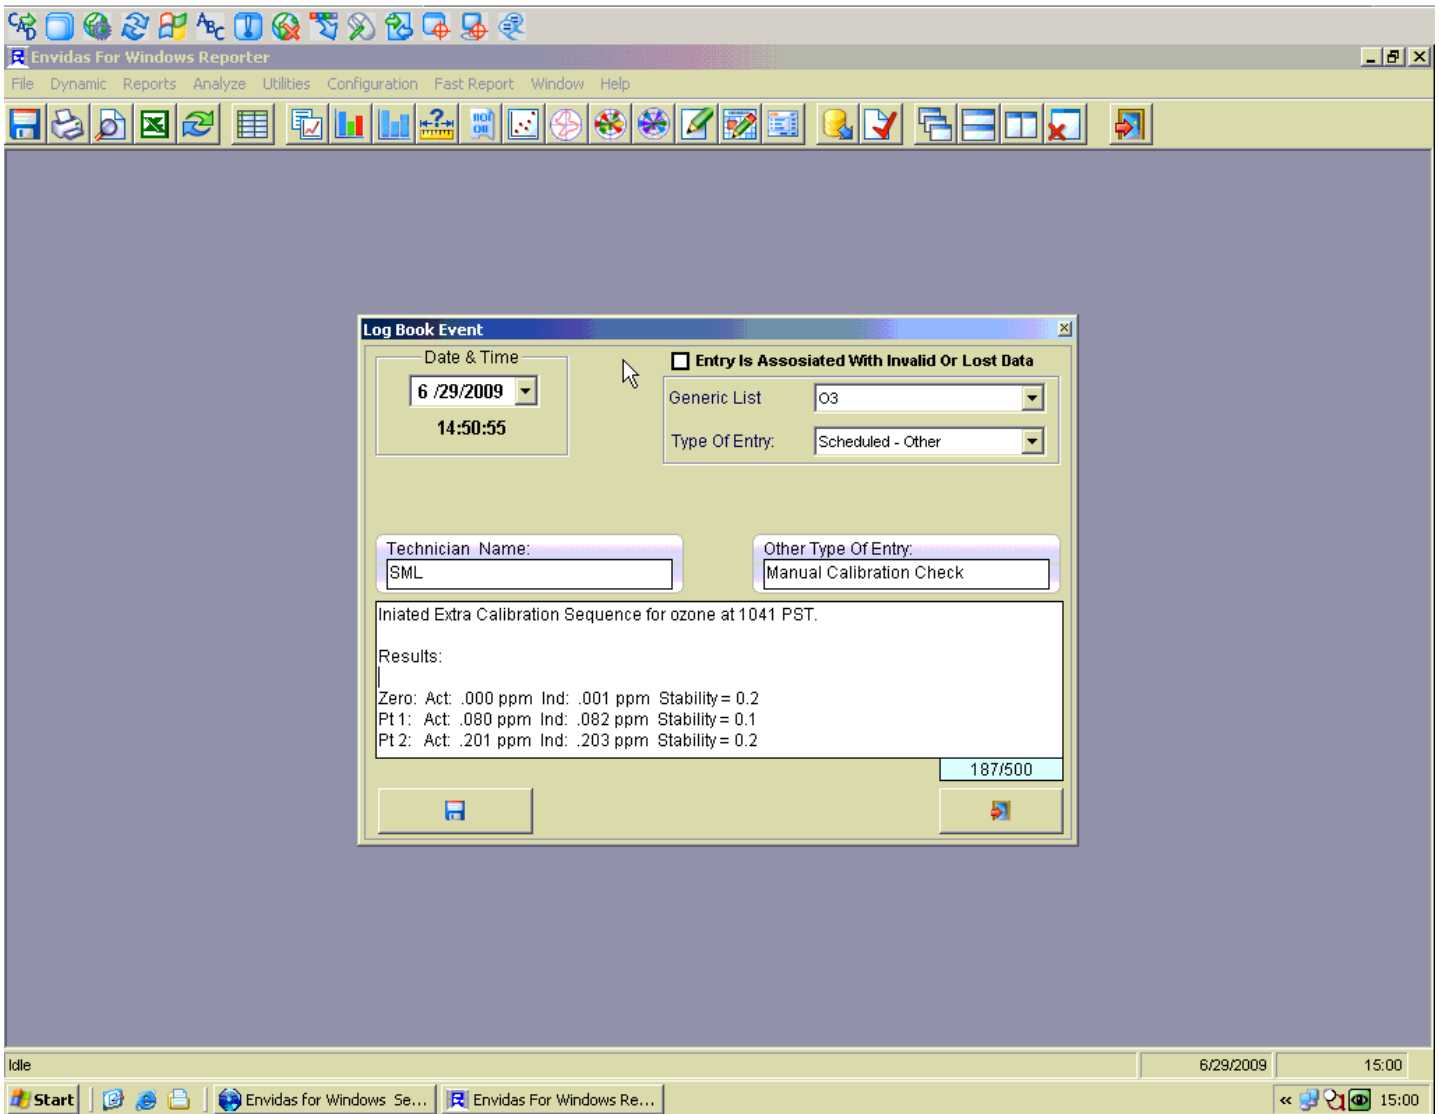 CAD
ABC
Envidas For Windows Reporter
File Dynamic Reports Analyze Utilities Configuration Fast Report Window Help
Log Book Event
Date & Time
6 /29/2009
14:50:55
Entry Is Assosiated With Invalid Or Lost Data
Generic List O3
Type Of Entry: Scheduled - Other
Technician Name:
SML
Other Type Of Entry:
Manual Calibration Check
Iniated Extra Calibration Sequence for ozone at 1041 PST.
Results:
Zero: Act: .000 ppm Ind: .001 ppm Stability = 0.2
Pt 1: Act: .080 ppm Ind: .082 ppm Stability = 0.1
Pt 2: Act: .201 ppm Ind: .203 ppm Stability = 0.2
187/500
Idle 6/29/2009 15:00
Start Envidas for Windows Se... Envidas For Windows Re... « 15:00